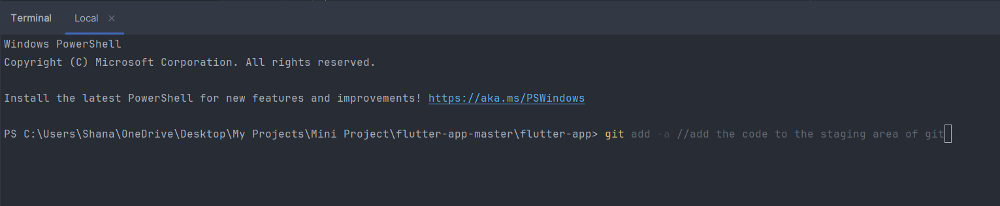 Terminal Local ×
Windows PowerShell
Copyright (C) Microsoft Corporation. All rights reserved.
Install the latest PowerShell for new features and improvements! https://aka.ms/PSWindows
PS C:\Users\Shana\OneDrive\Desktop\My Projects\Mini Project\flutter-app-master\flutter-app> git add -a //add the code to the staging area of git